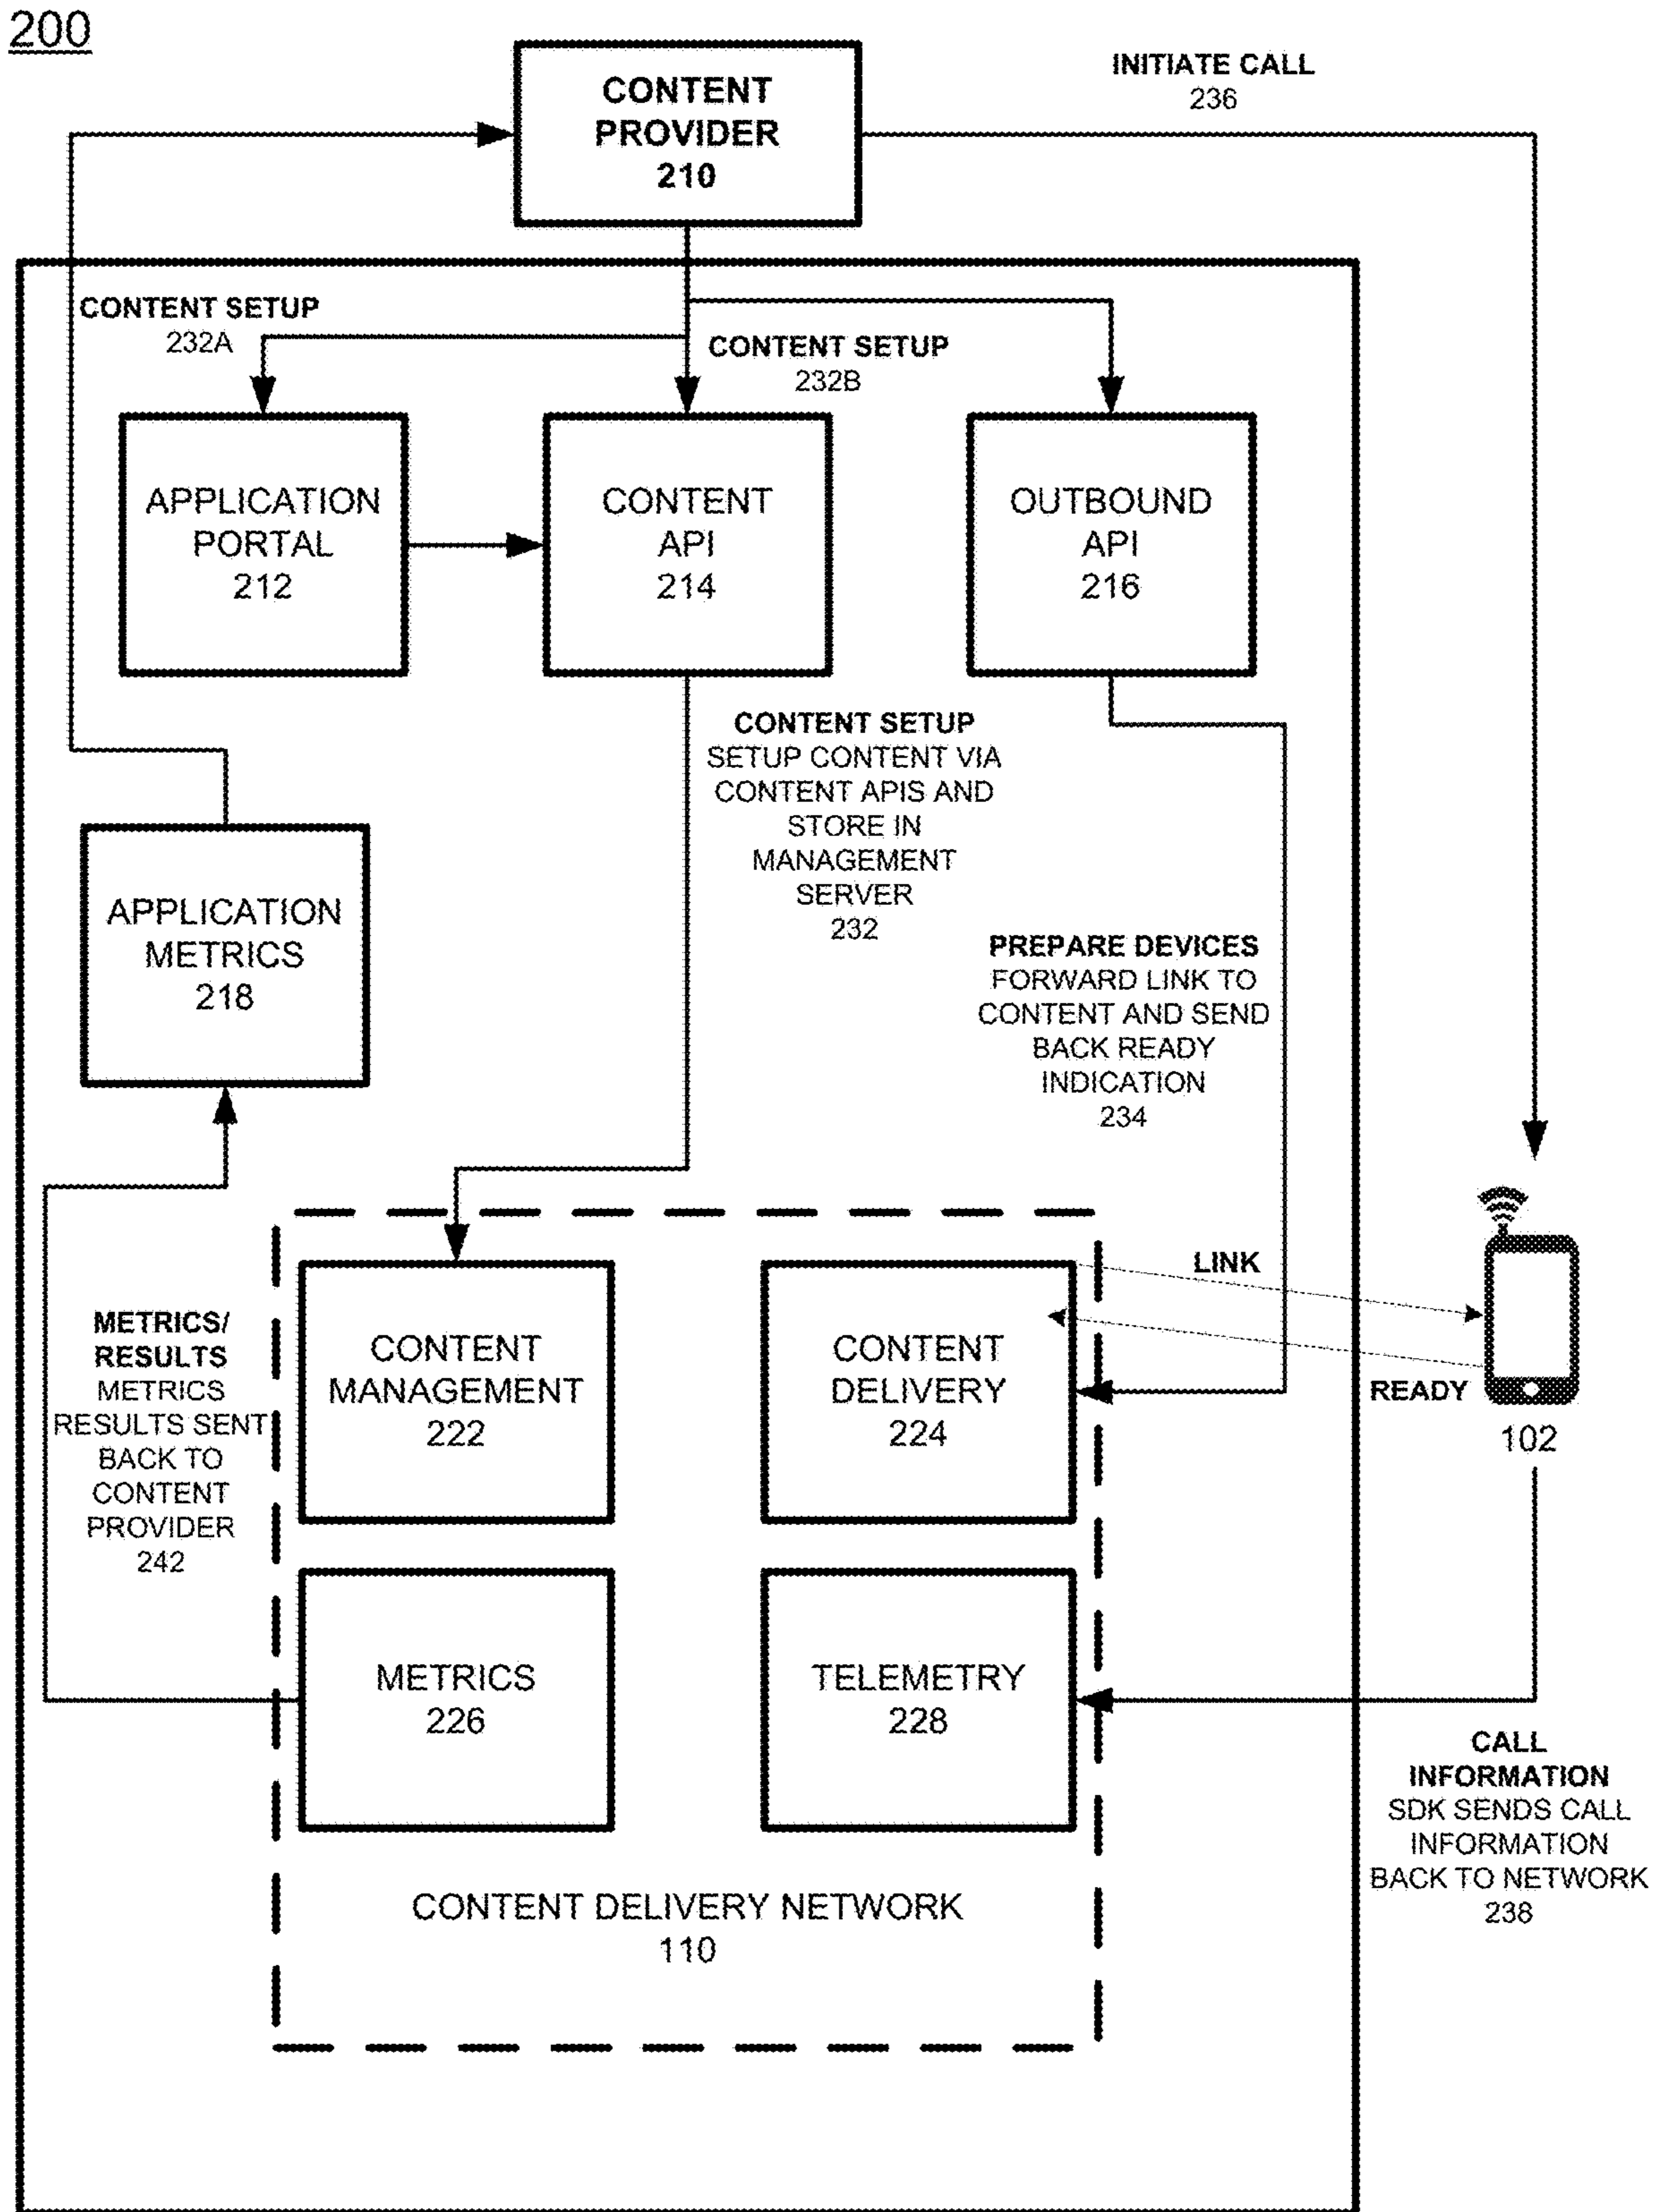 200
CONTENT
PROVIDER
210
INITIATE CALL
236
CONTENT SETUP
232A
CONTENT SETUP
232B
APPLICATION
PORTAL
212
CONTENT
API
214
OUTBOUND
API
216
CONTENT SETUP
SETUP CONTENT VIA
CONTENT APIS AND
STORE IN
MANAGEMENT
SERVER
232
APPLICATION
METRICS
218
PREPARE DEVICES
FORWARD LINK TO
CONTENT AND SEND
BACK READY
INDICATION
234
LINK
READY
102
METRICS/
RESULTS
METRICS
RESULTS SENT
BACK TO
CONTENT
PROVIDER
242
CONTENT
MANAGEMENT
222
CONTENT
DELIVERY
224
METRICS
226
TELEMETRY
228
CALL
INFORMATION
SDK SENDS CALL
INFORMATION
BACK TO NETWORK
238
CONTENT DELIVERY NETWORK
110